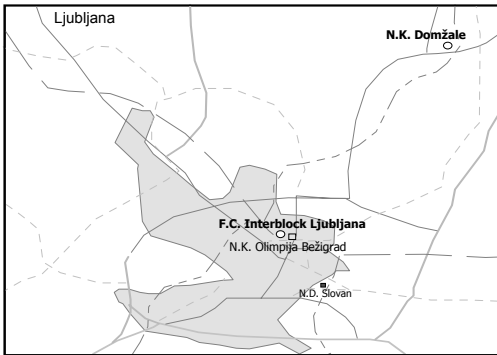 Ljubljana
N.K. Domžale
F.C. Interblock Ljubljana
N.K. Olimpija Bežigrad
N.D. Slovan